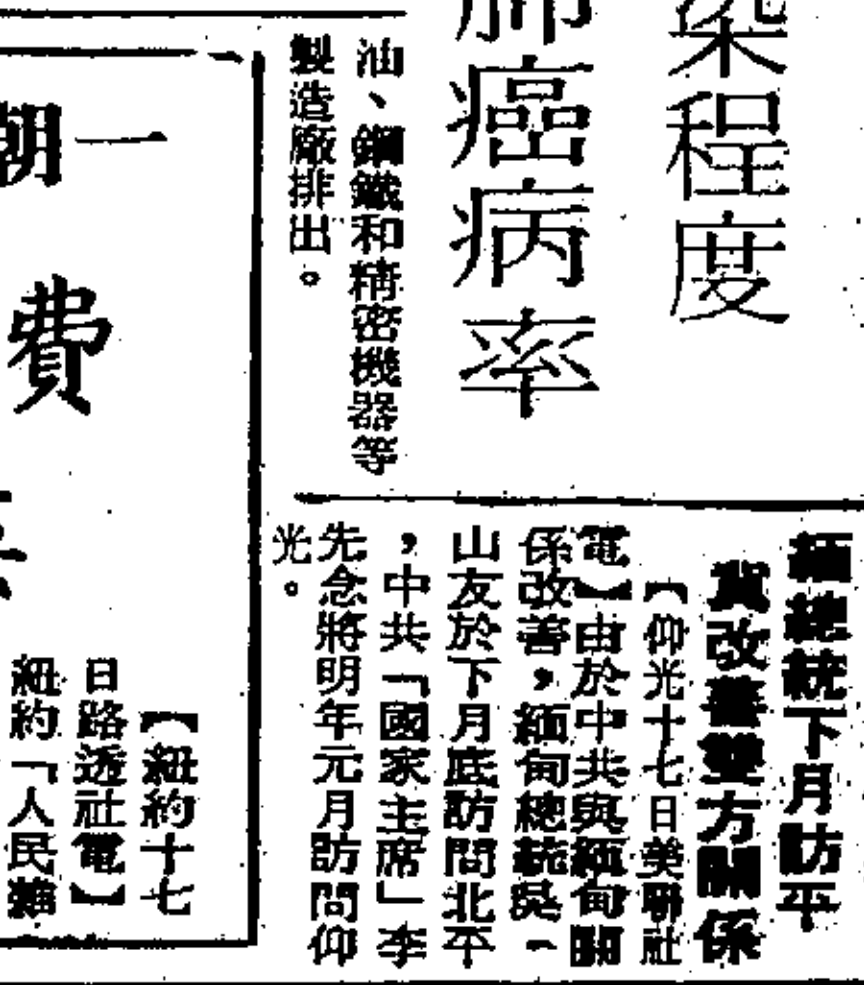 染程度
肺癌病率
油、鋼鐵和精密機器等
製造廠排出。
緬總統下月訪平
冀改善雙方關係
【仰光十七日美聯社
電】由於中共與緬甸關
係改善,緬甸總統吳·
山友於下月底訪問北平
,中共「國家主席」李
先念將明年元月訪問仰
光。
一
潮
費
【紐約十七
日路透社電】
紐約「人民雜